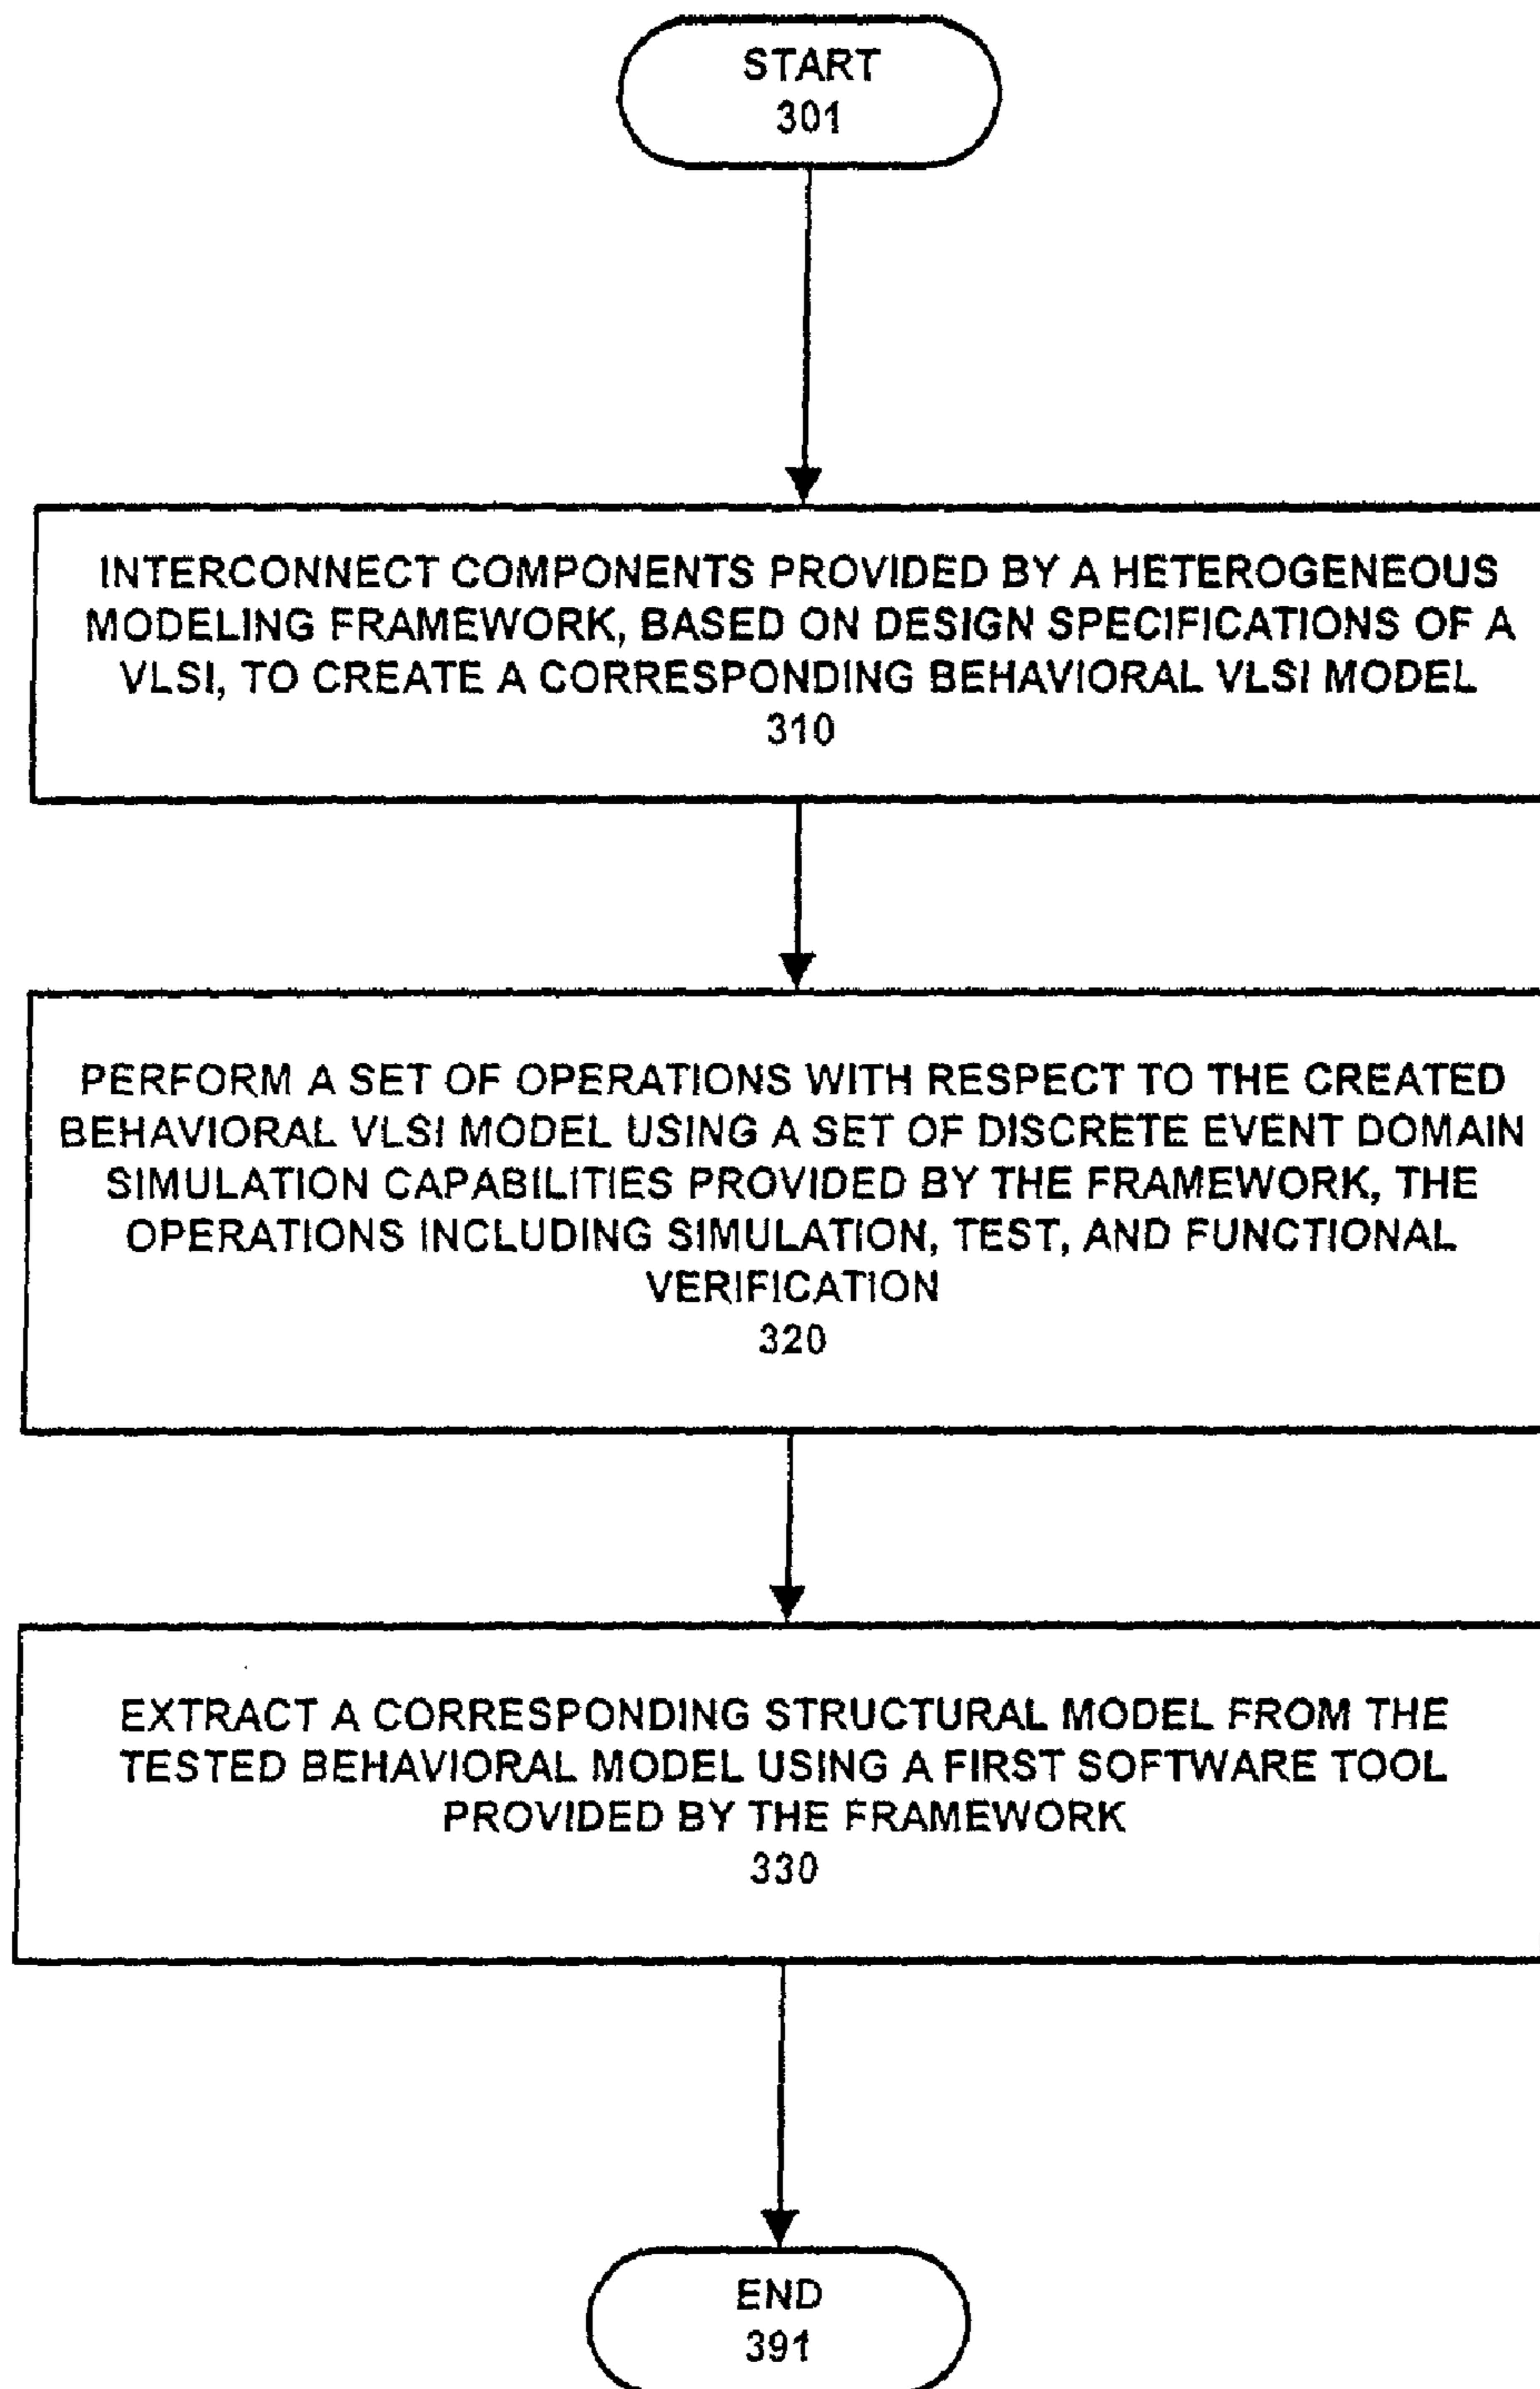 START
301
INTERCONNECT COMPONENTS PROVIDED BY A HETEROGENEOUS
MODELING FRAMEWORK, BASED ON DESIGN SPECIFICATIONS OF A
VLSI, TO CREATE A CORRESPONDING BEHAVIORAL VLSI MODEL
310
PERFORM A SET OF OPERATIONS WITH RESPECT TO THE CREATED
BEHAVIORAL VLSI MODEL USING A SET OF DISCRETE EVENT DOMAIN
SIMULATION CAPABILITIES PROVIDED BY THE FRAMEWORK, THE
OPERATIONS INCLUDING SIMULATION, TEST, AND FUNCTIONAL
VERIFICATION
320
EXTRACT A CORRESPONDING STRUCTURAL MODEL FROM THE
TESTED BEHAVIORAL MODEL USING A FIRST SOFTWARE TOOL
PROVIDED BY THE FRAMEWORK
330
END
391